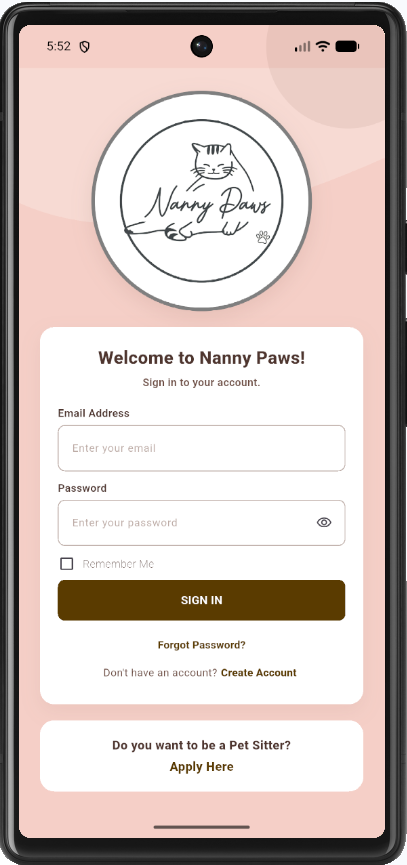 5:52
Nanny Paws
Welcome to Nanny Paws!
Sign in to your account.
Email Address
Enter your email
Password
Enter your password
Remember Me
SIGN IN
Forgot Password?
Don't have an account? Create Account
Do you want to be a Pet Sitter?
Apply Here